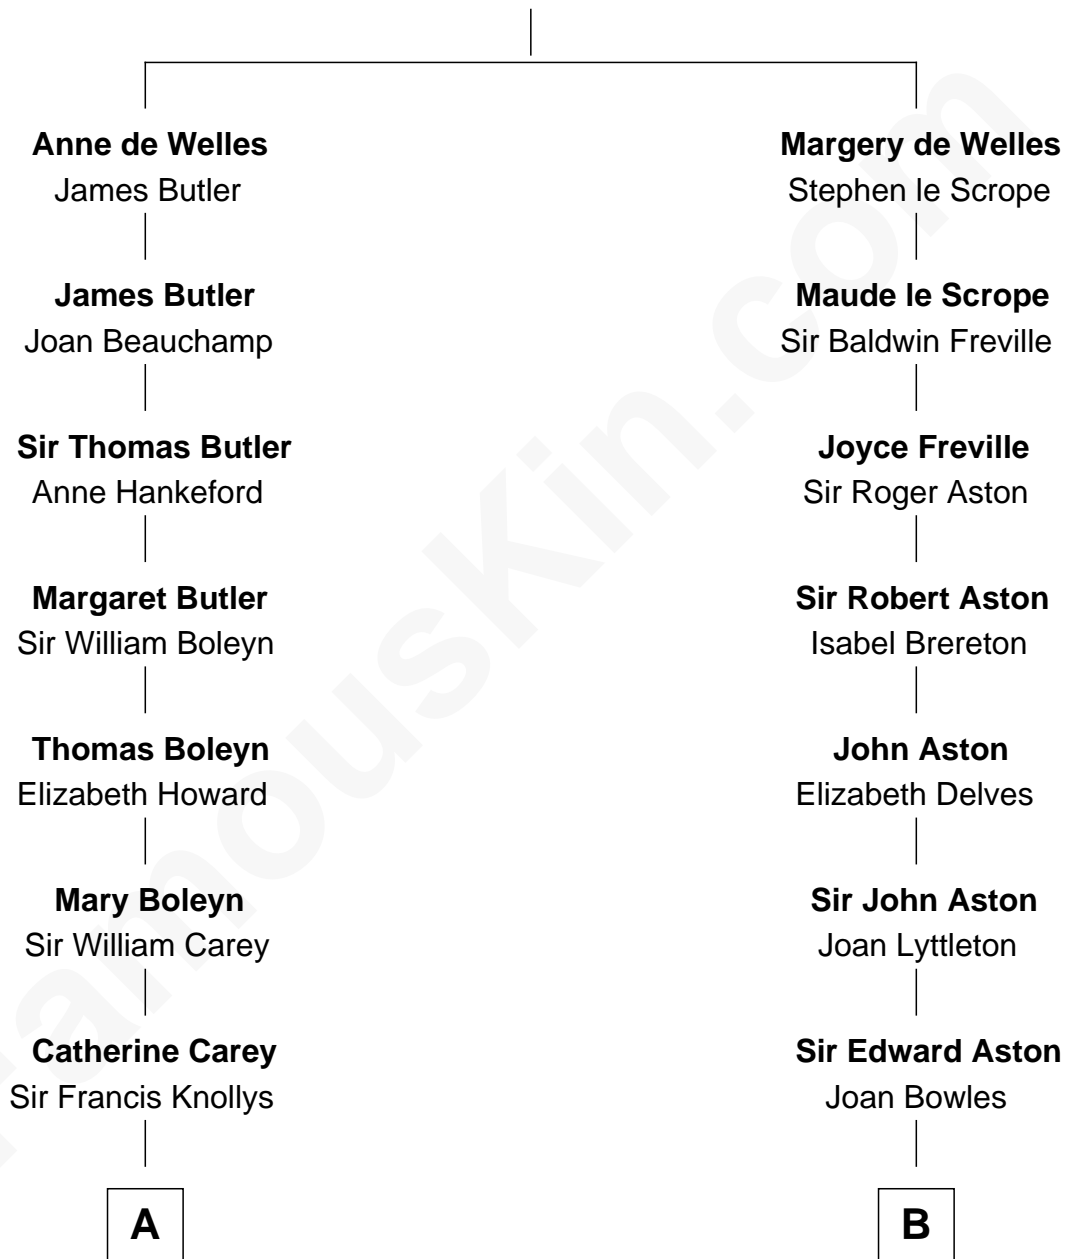 Anne de Welles
James Butler
James Butler
Joan Beauchamp
Sir Thomas Butler
Anne Hankeford
Margaret Butler
Sir William Boleyn
Thomas Boleyn
Elizabeth Howard
Mary Boleyn
Sir William Carey
Catherine Carey
Sir Francis Knollys
A
Margery de Welles
Stephen le Scrope
Maude le Scrope
Sir Baldwin Freville
Joyce Freville
Sir Roger Aston
Sir Robert Aston
Isabel Brereton
John Aston
Elizabeth Delves
Sir John Aston
Joan Lyttleton
Sir Edward Aston
Joan Bowles
B
FamousKin.com